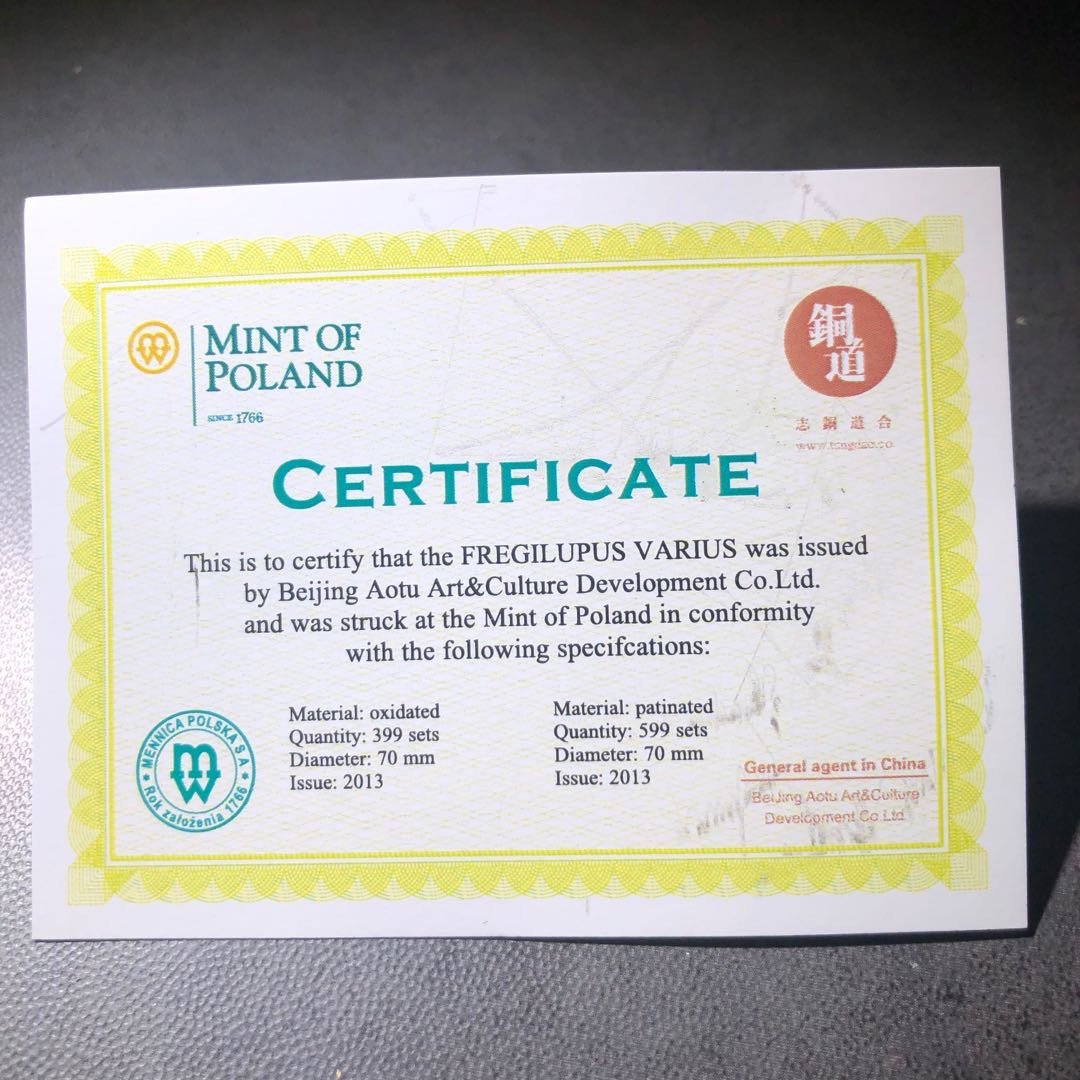 MINT OF
POLAND
SINCE 1766
銅
道
志銅道合
www.tongdao.co
CERTIFICATE
This is to certify that the FREGILUPUS VARIUS was issued
by Beijing Aotu Art&Culture Development Co.Ltd.
and was struck at the Mint of Poland in conformity
with the following specifcations:
Material: oxidated
Quantity: 399 sets
Diameter: 70 mm
Issue: 2013
Material: patinated
Quantity: 599 sets
Diameter: 70 mm
Issue: 2013
MENNICA POLSKA S.A
Rok założenia 1766
General agent in China
BeiJing Aotu Art&Culture
Development Co Ltd